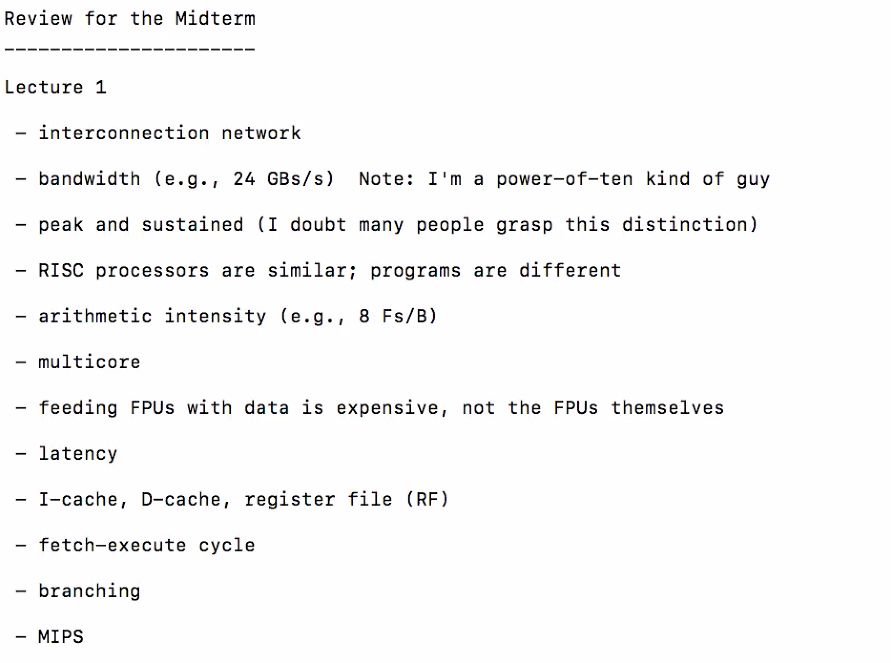 Review for the Midterm
----------------------
Lecture 1
- interconnection network
- bandwidth (e.g., 24 GBs/s)  Note: I'm a power-of-ten kind of guy
- peak and sustained (I doubt many people grasp this distinction)
- RISC processors are similar; programs are different
- arithmetic intensity (e.g., 8 Fs/B)
- multicore
- feeding FPUs with data is expensive, not the FPUs themselves
- latency
- I-cache, D-cache, register file (RF)
- fetch-execute cycle
- branching
- MIPS